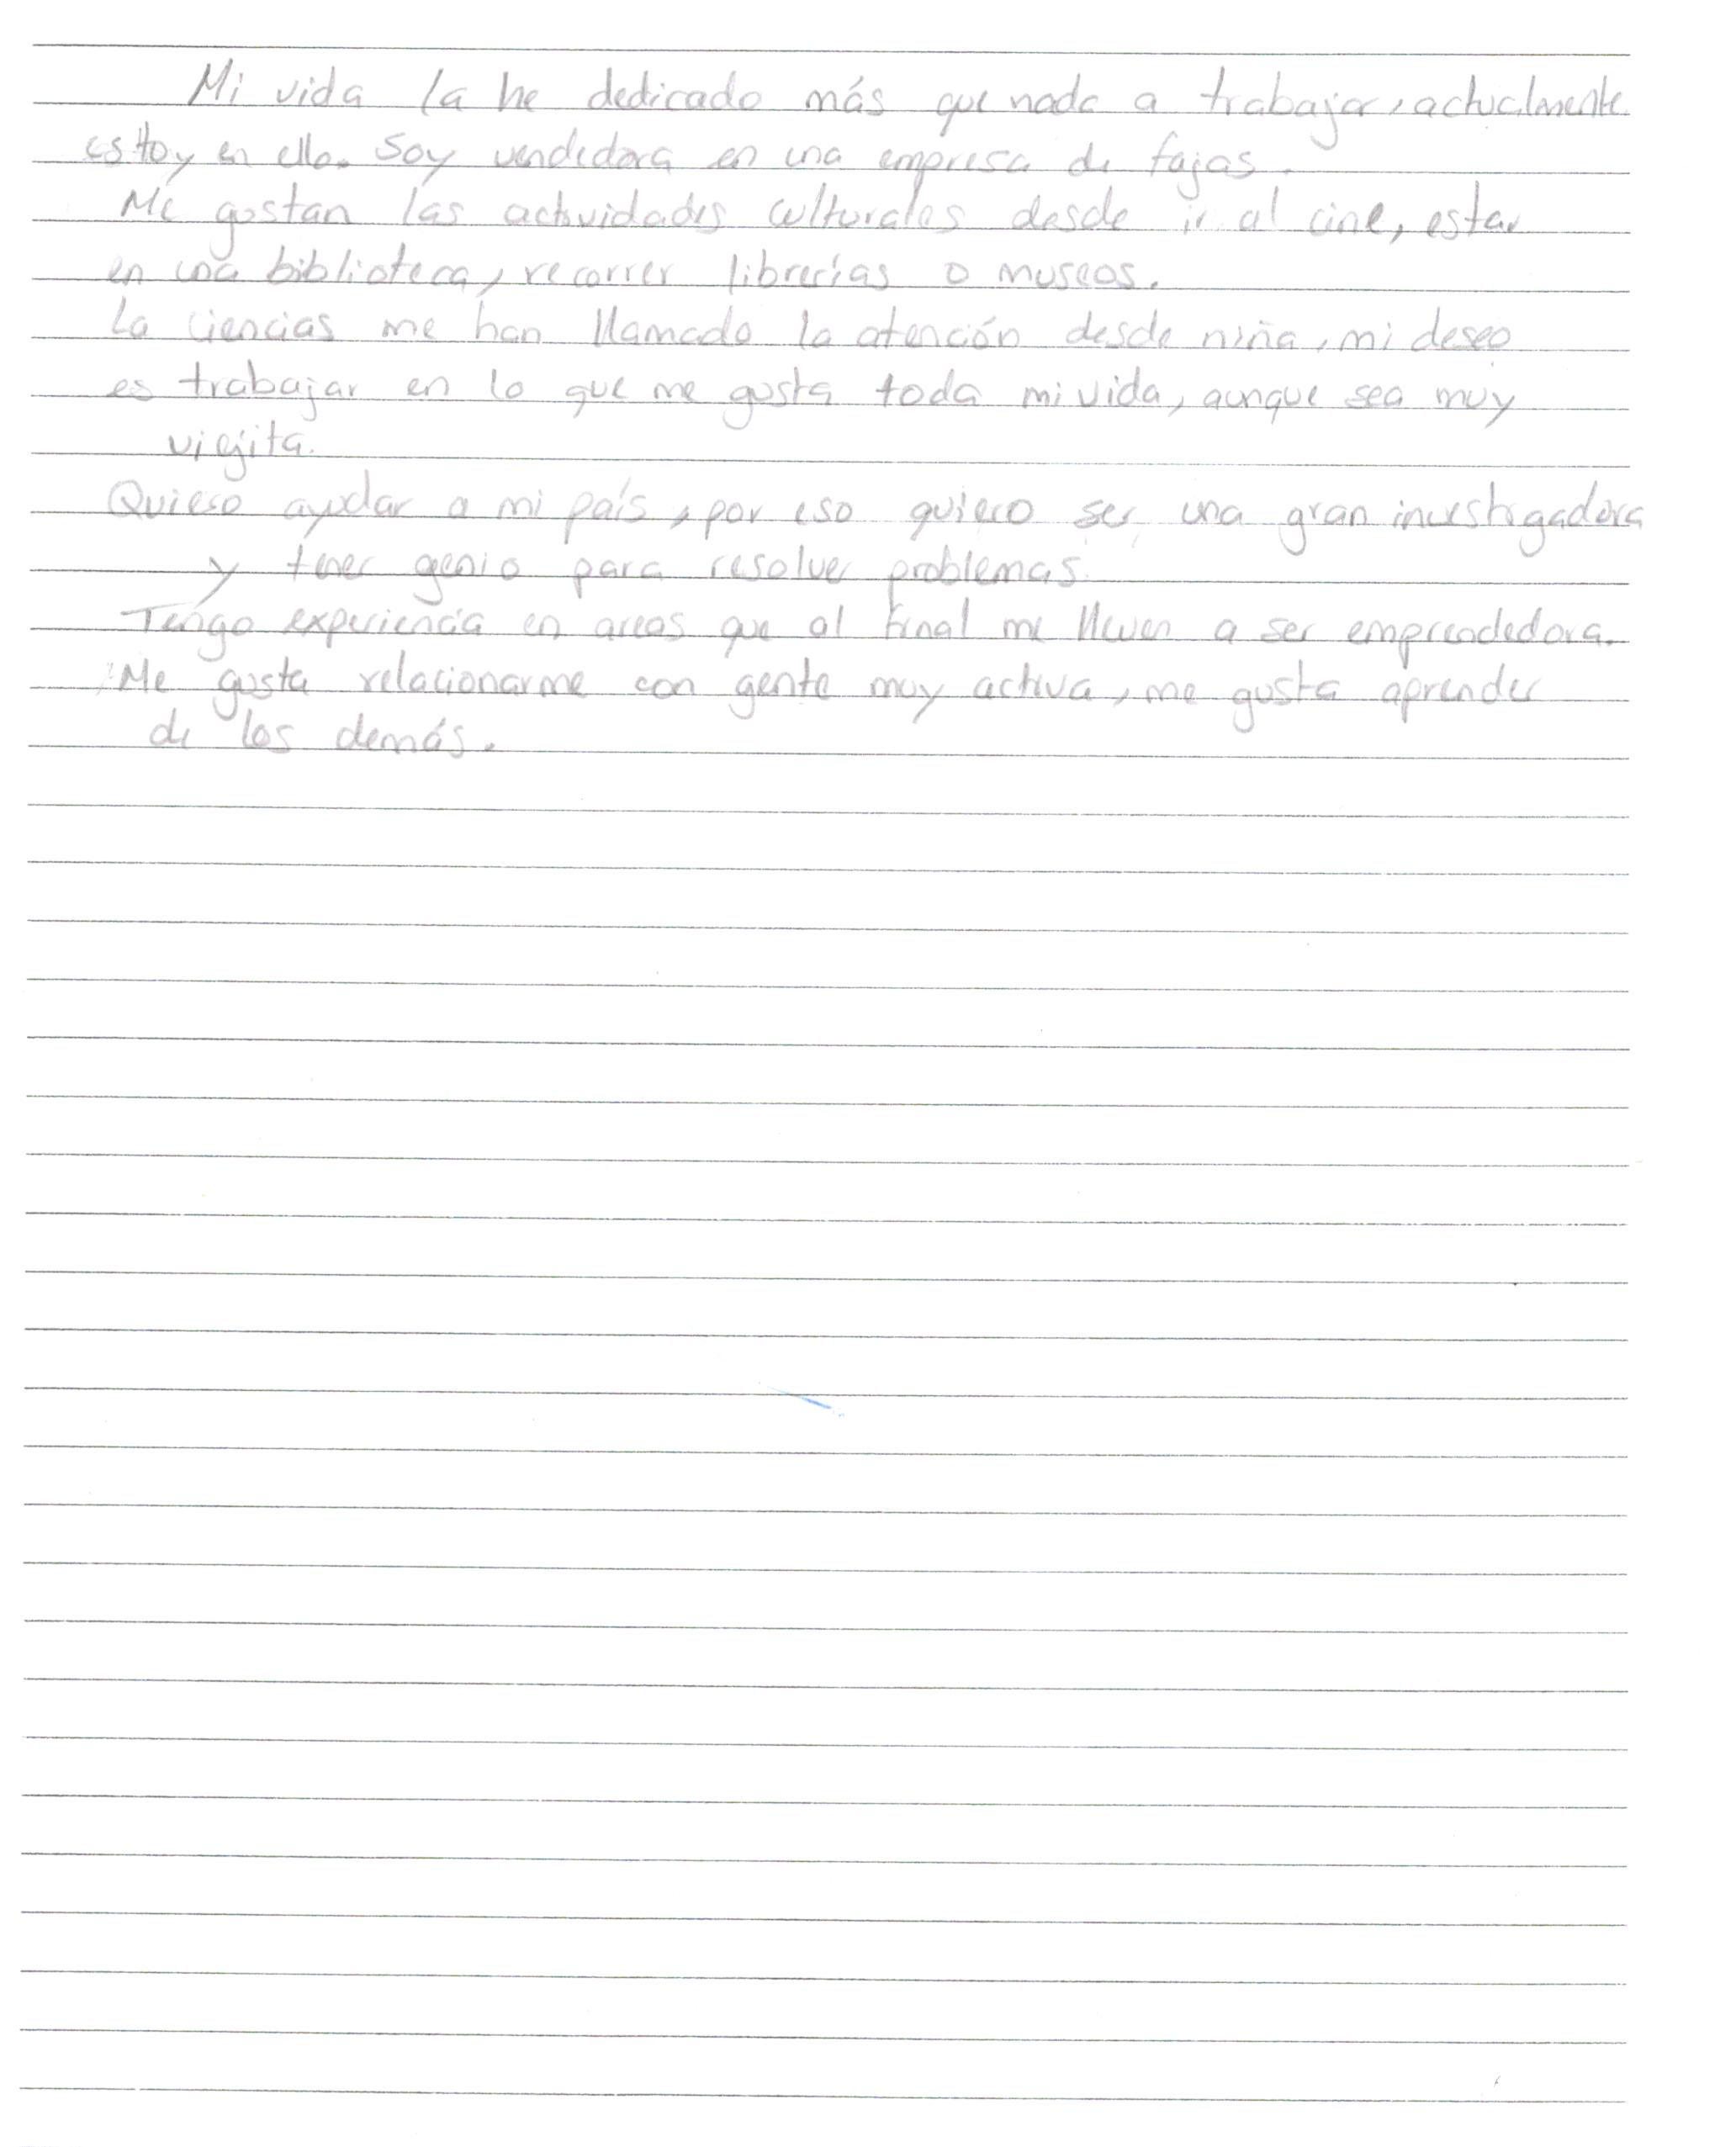 Mi vida la he dedicado más que nada a trabajar, actualmente
estoy en ello. Soy vendedora en una empresa de fajas.
Me gustan las actividades culturales desde ir al cine, estar
en una biblioteca, recorrer librerías o museos.
La ciencias me han llamado la atención desde niña, mi deseo
es trabajar en lo que me gusta toda mi vida, aunque sea muy
viejita.
Quiero ayudar a mi país, por eso quiero ser una gran investigadora
y tener genio para resolver problemas.
Tengo experiencia en areas que al final me lleven a ser emprendedora.
Me gusta relacionarme con gente muy activa, me gusta aprender
de los demás.